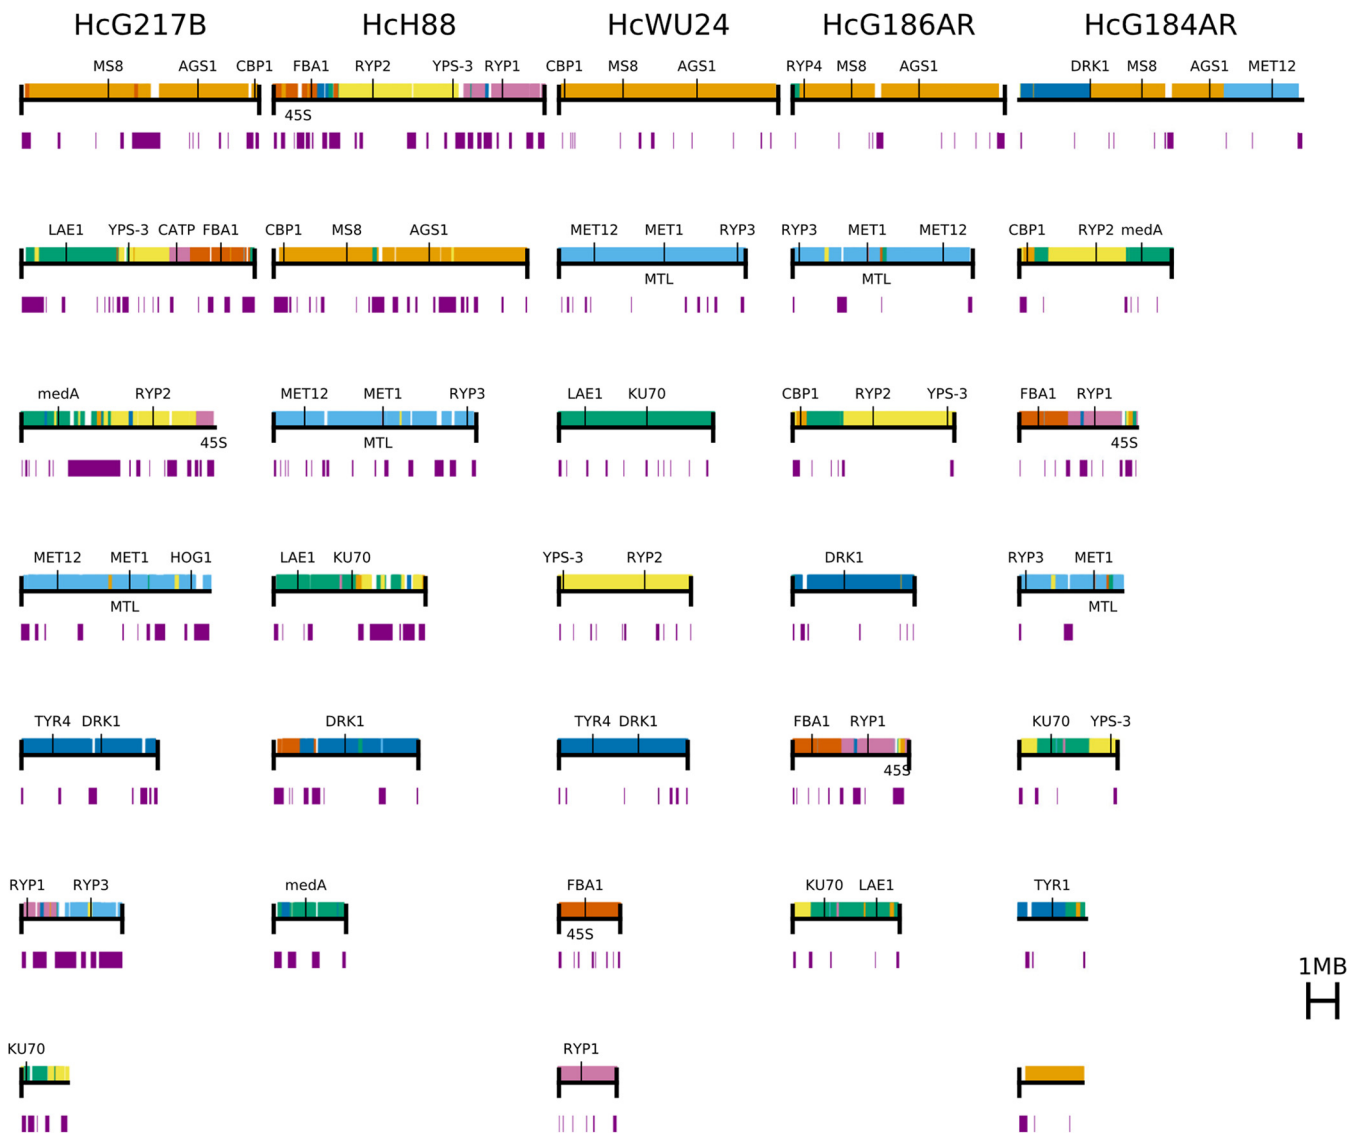 HcG217B HcH88 HcWU24 HcG186AR HcG184AR
MS8 AGS1 CBP1 FBA1 RYP2 YPS-3 RYP1 CBP1 MS8 AGS1 RYP4 MS8 AGS1 DRK1 MS8 AGS1 MET12
45S
LAE1 YPS-3 CATP FBA1 CBP1 MS8 AGS1 MET12 MET1 RYP3 RYP3 MET1 MET12 CBP1 RYP2 medA
MTL MTL
medA RYP2 MET12 MET1 RYP3 LAE1 KU70 CBP1 RYP2 YPS-3 FBA1 RYP1
45S MTL 45S
MET12 MET1 HOG1 LAE1 KU70 YPS-3 RYP2 DRK1 RYP3 MET1
MTL MTL
TYR4 DRK1 DRK1 TYR4 DRK1 FBA1 RYP1 KU70 YPS-3
45S
RYP1 RYP3 medA FBA1 KU70 LAE1 TYR1
45S
1MB
KU70 RYP1